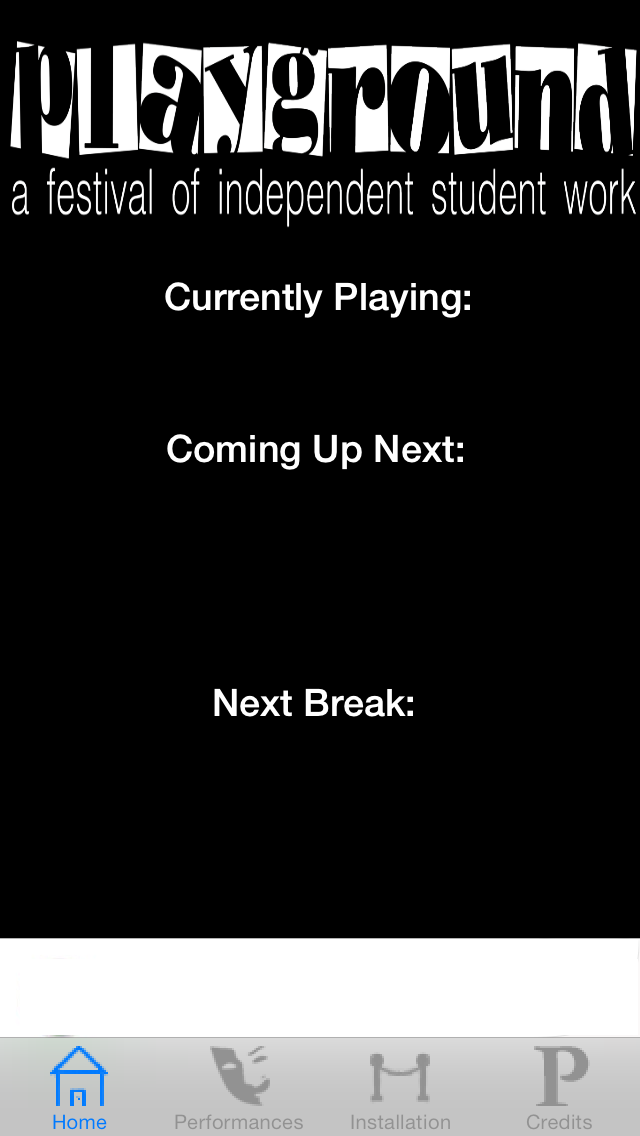 playground
a festival of independent student work
Currently Playing:
Coming Up Next:
Next Break:
Home
Performances
Installation
P
Credits